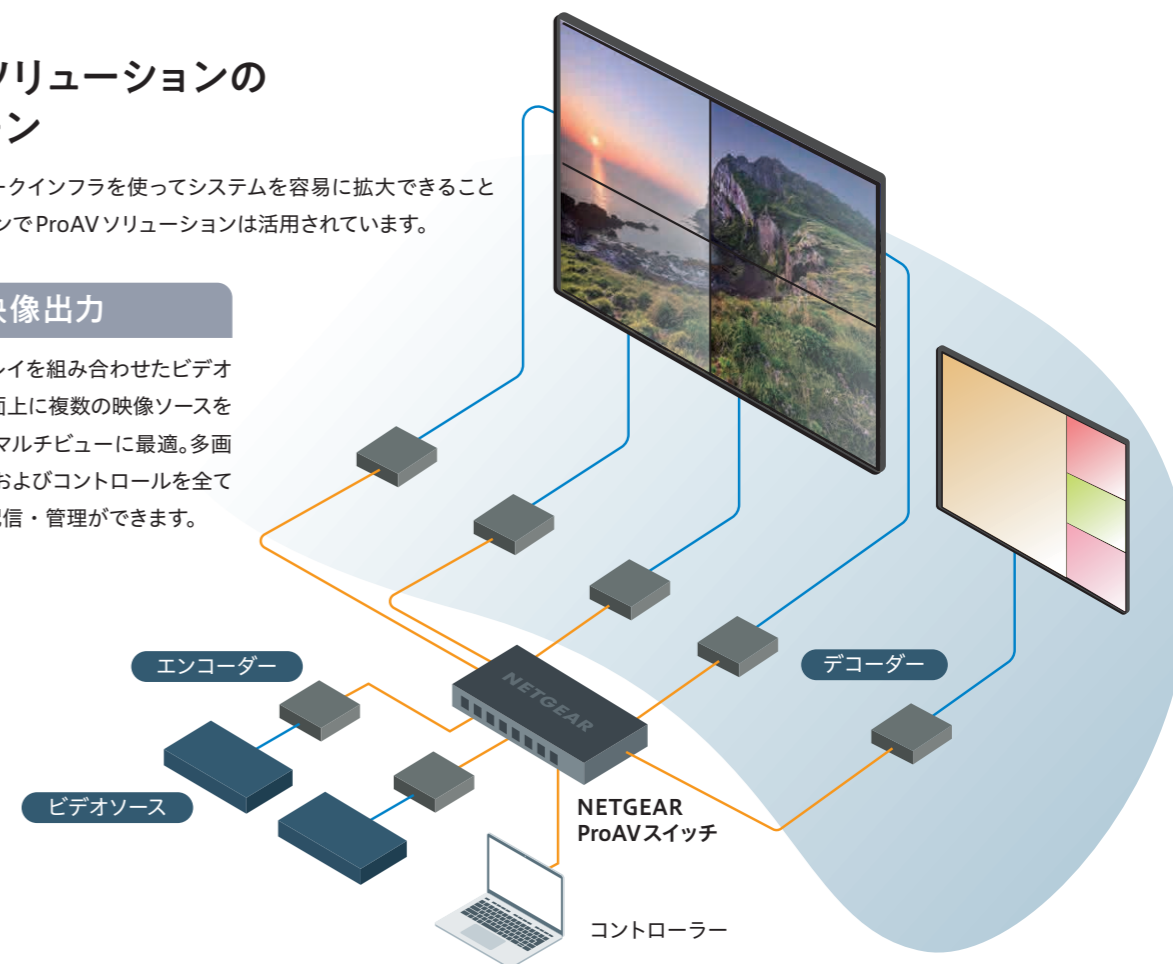 ソリューションの
ン
ークインフラを使ってシステムを容易に拡大できること
ンでProAVソリューションは活用されています。
映像出力
レイを組み合わせたビデオ
面上に複数の映像ソースを
マルチビューに最適。多画
およびコントロールを全て
配信・管理ができます。
エンコーダー
デコーダー
ビデオソース
NETGEAR
NETGEAR
ProAVスイッチ
コントローラー